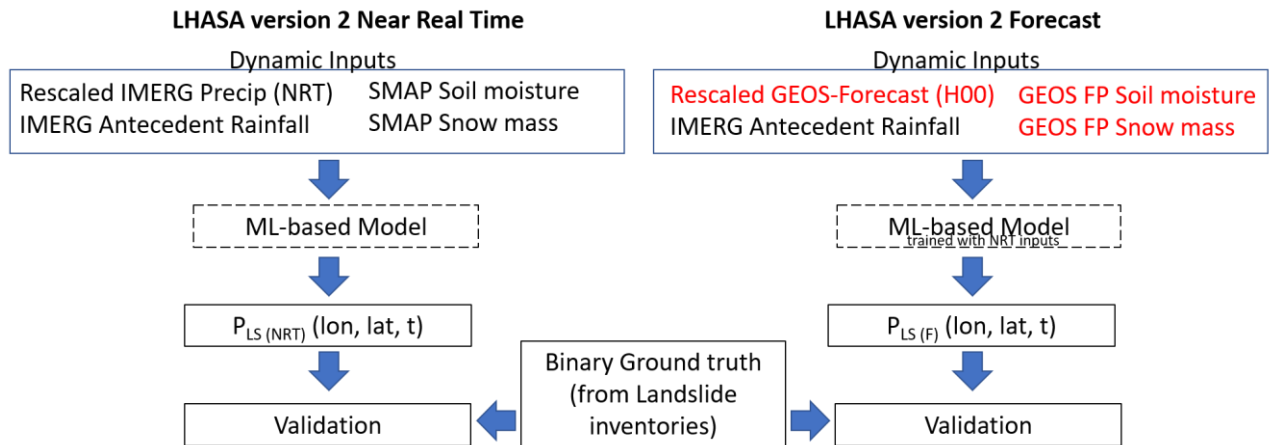 LHASA version 2 Near Real Time
Dynamic Inputs
Rescaled IMERG Precip (NRT) SMAP Soil moisture
IMERG Antecedent Rainfall SMAP Snow mass
ML-based Model
P_LS (NRT) (lon, lat, t)
Validation
LHASA version 2 Forecast
Dynamic Inputs
Rescaled GEOS-Forecast (H00) GEOS FP Soil moisture
IMERG Antecedent Rainfall GEOS FP Snow mass
ML-based Model
trained with NRT inputs
P_LS (F) (lon, lat, t)
Validation
Binary Ground truth
(from Landslide
inventories)